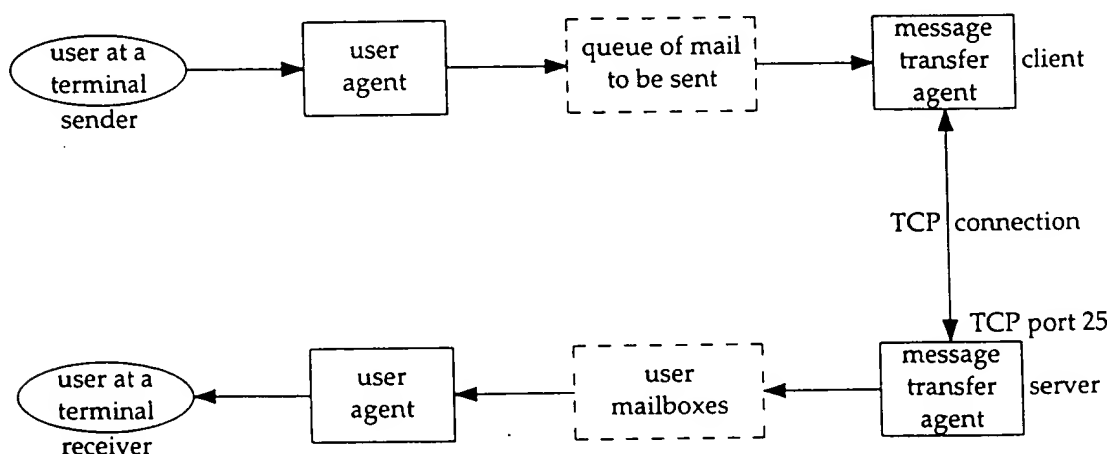 user at a
terminal
sender
user
agent
queue of mail
to be sent
message
transfer
agent
client
TCP connection
TCP port 25
user at a
terminal
receiver
user
agent
user
mailboxes
message
transfer
agent
server